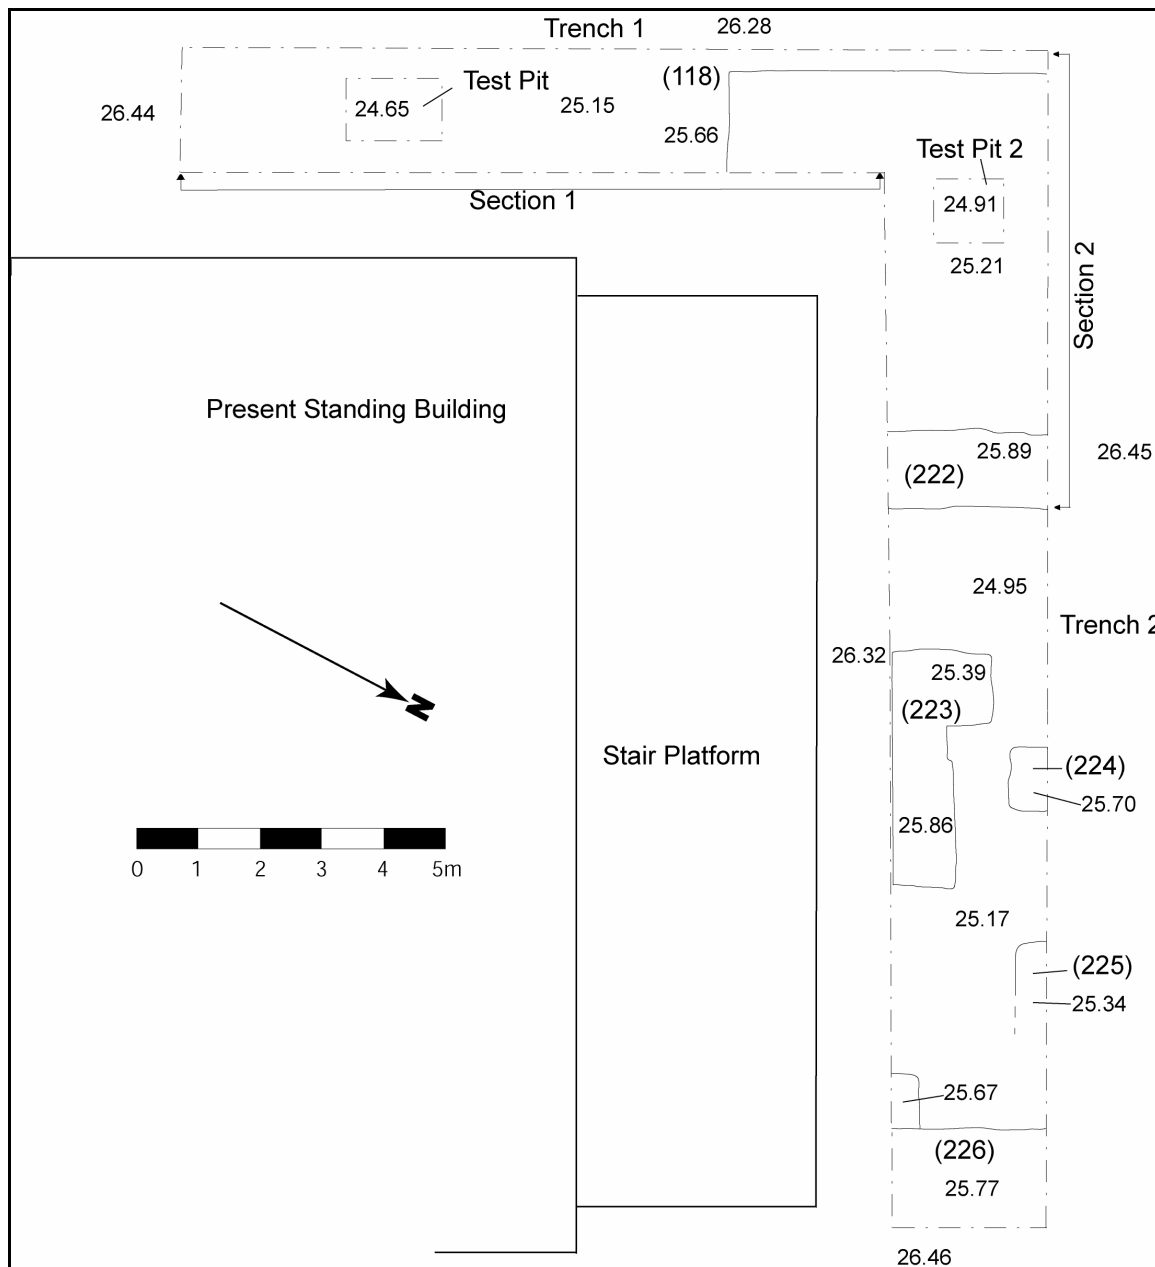 Trench 1
26.28
(118)
Test Pit
26.44
24.65
25.15
25.66
Test Pit 2
Section 1
24.91
25.21
Section 2
Present Standing Building
25.89
26.45
(222)
24.95
Trench 2
26.32
25.39
(223)
N
Stair Platform
(224)
25.70
25.86
0 1 2 3 4 5m
25.17
(225)
25.34
25.67
(226)
25.77
26.46